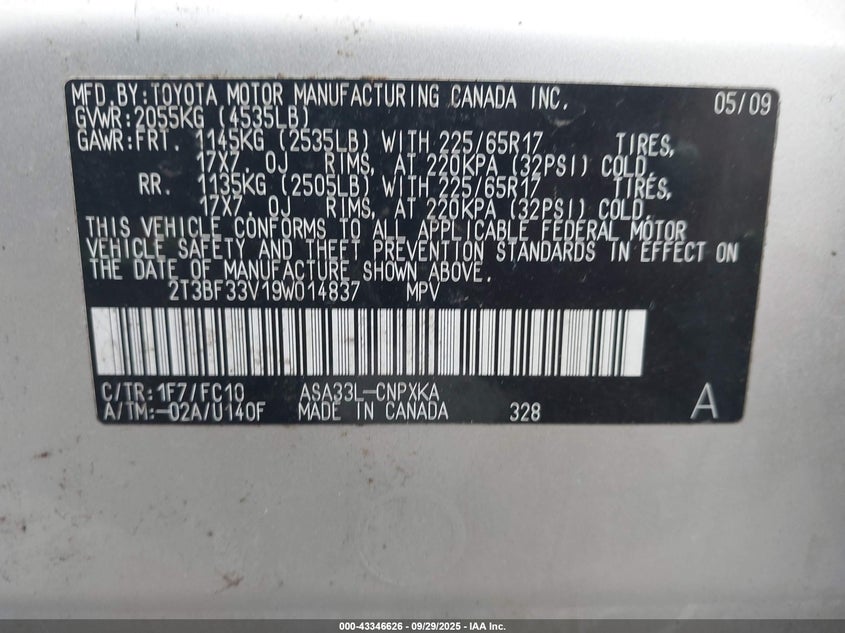 MFD.BY:TOYOTA MOTOR MANUFACTURING CANADA INC. 05/09
GVWR:2055KG (4535LB)
GAWR:FRT. 1145KG (2535LB) WITH 225/65R17 TIRES,
17X7.0J RIMS, AT 220KPA (32PSI) COLD.
RR. 1135KG (2505LB) WITH 225/65R17 TIRES,
17X7.0J RIMS, AT 220KPA (32PSI) COLD.
THIS VEHICLE CONFORMS TO ALL APPLICABLE FEDERAL MOTOR
VEHICLE SAFETY AND THEFT PREVENTION STANDARDS IN EFFECT ON
THE DATE OF MANUFACTURE SHOWN ABOVE.
2T3BF33V19W014837 MPV
C/TR:1F7/FC10 ASA33L-CNPXKA
A/TM:-02A/U140F MADE IN CANADA 328 A
000-43346626 - 09/29/2025 - IAA Inc.